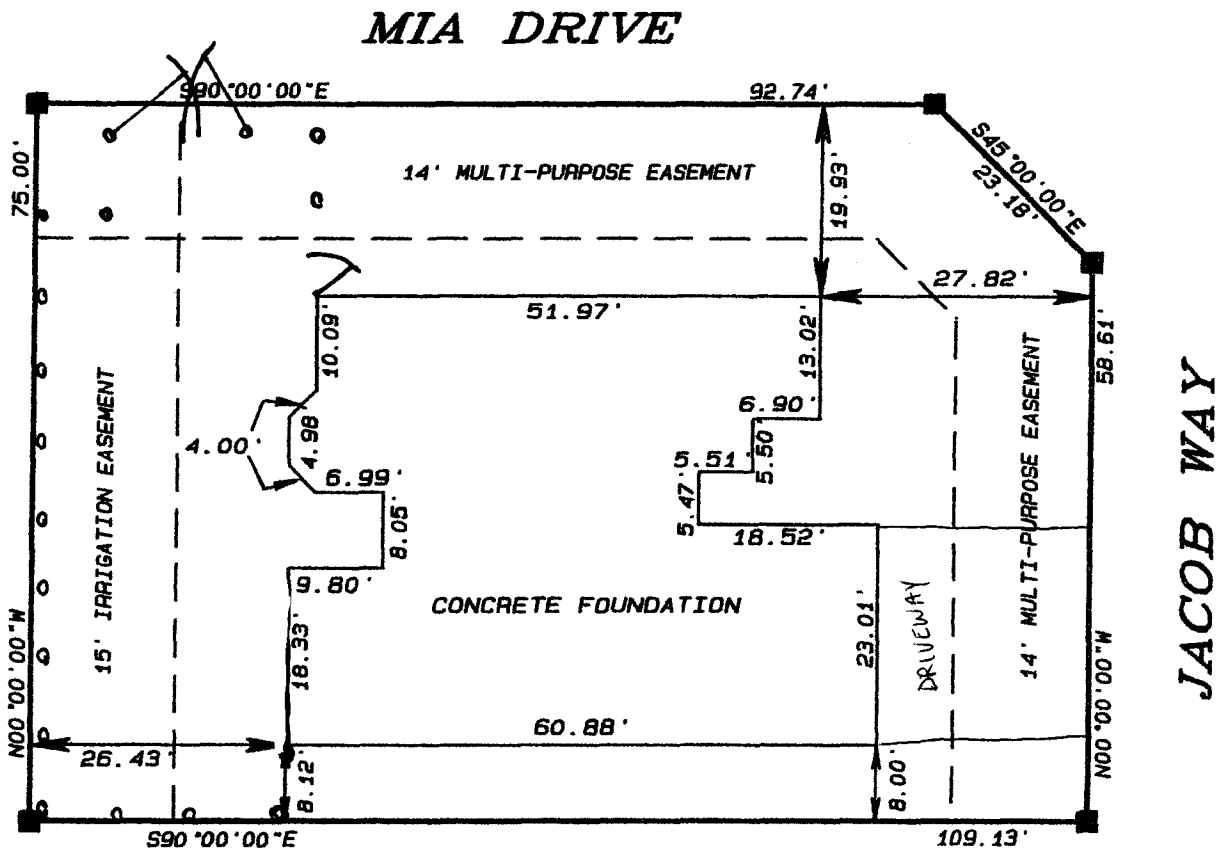 MIA DRIVE
S90°00'00"E
92.74'
S45°00'00"E
23.18'
75.00'
14' MULTI-PURPOSE EASEMENT
19.93'
27.82'
51.97'
10.09'
13.02'
58.61'
6.90'
4.00'
4.98
5.50'
5.51'
6.99'
5.47'
8.05'
18.52'
9.80'
15' IRRIGATION EASEMENT
CONCRETE FOUNDATION
14' MULTI-PURPOSE EASEMENT
JACOB WAY
18.33'
23.01'
DRIVEWAY
N00°00'00"W
N00°00'00"W
60.88'
26.43'
8.12'
8.00'
S90°00'00"E
109.13'